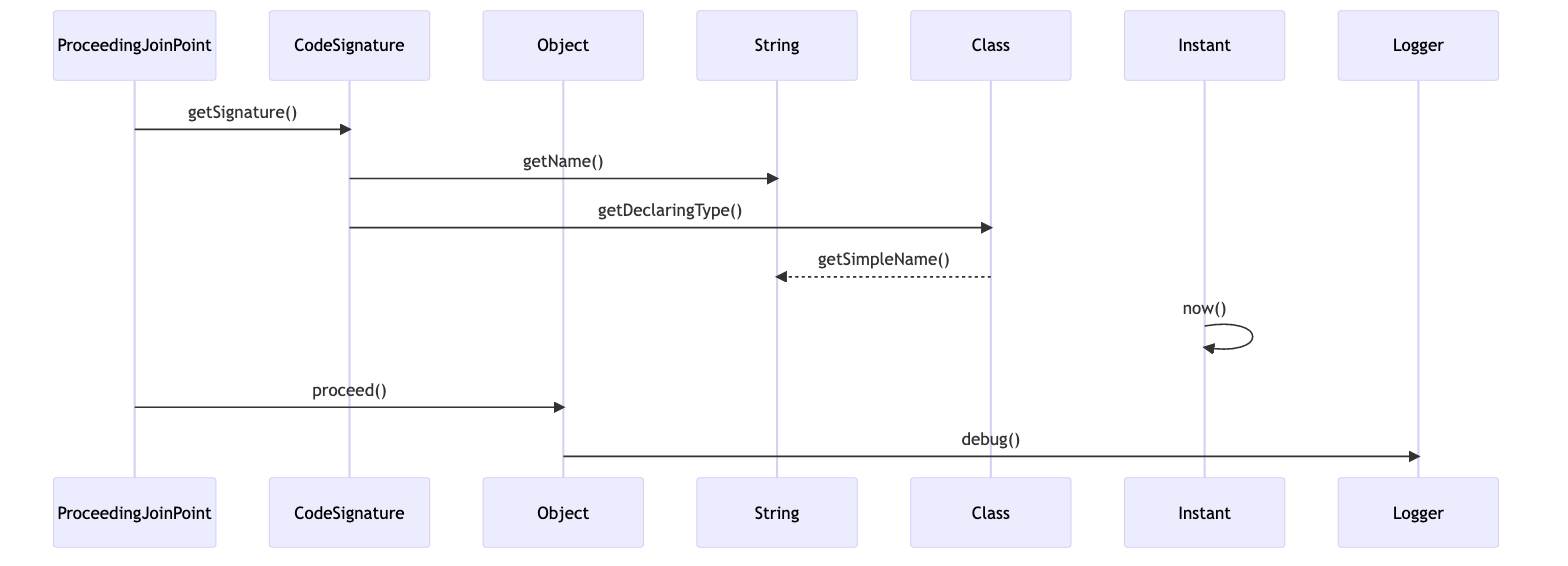 ProceedingJoinPoint
CodeSignature
Object
String
Class
Instant
Logger
getSignature()
getName()
getDeclaringType()
getSimpleName()
now()
proceed()
debug()
ProceedingJoinPoint
CodeSignature
Object
String
Class
Instant
Logger